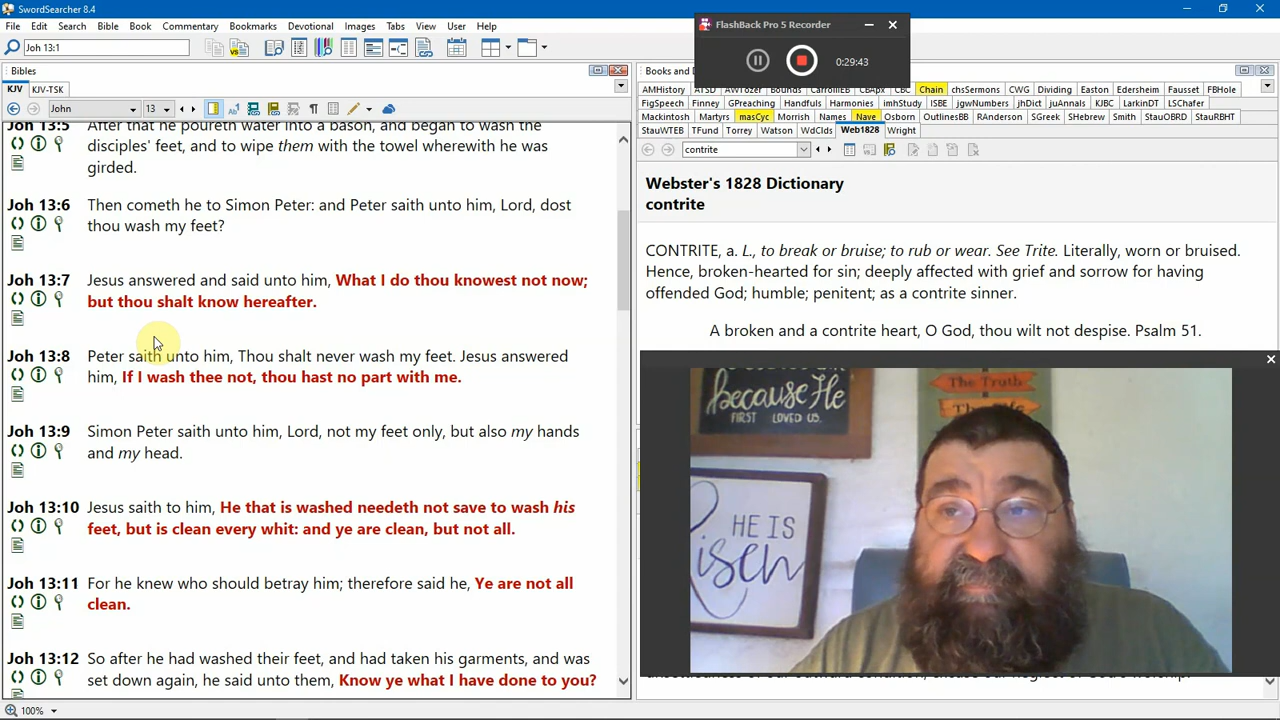 SwordSearcher 8.4
File Edit Search Bible Book Commentary Bookmarks Devotional Images Tabs View User Help
Joh 13:1
VS
FlashBack Pro 5 Recorder
0:29:43
Bibles
KJV KJV-TSK
John 13
Joh 13:5 After that he poureth water into a bason, and began to wash the
disciples' feet, and to wipe them with the towel wherewith he was
girded.
Joh 13:6 Then cometh he to Simon Peter: and Peter saith unto him, Lord, dost
thou wash my feet?
Joh 13:7 Jesus answered and said unto him, What I do thou knowest not now;
but thou shalt know hereafter.
Joh 13:8 Peter saith unto him, Thou shalt never wash my feet. Jesus answered
him, If I wash thee not, thou hast no part with me.
Joh 13:9 Simon Peter saith unto him, Lord, not my feet only, but also my hands
and my head.
Joh 13:10 Jesus saith to him, He that is washed needeth not save to wash his
feet, but is clean every whit: and ye are clean, but not all.
Joh 13:11 For he knew who should betray him; therefore said he, Ye are not all
clean.
Joh 13:12 So after he had washed their feet, and had taken his garments, and was
set down again, he said unto them, Know ye what I have done to you?
100%
Books and
AMHistory ATSD AWTozer Bounds CarrollEB CBApx CBC Chain chsSermons CWG Dividing Easton Edersheim Fausset FBHole
FigSpeech Finney GPreaching Handfuls Harmonies imhStudy ISBE jgwNumbers jhDict juAnnals KJBC LarkinDT LSChafer
Mackintosh Martyrs masCyc Morrish Names Nave Osborn OutlinesBB RAnderson SGreek SHebrew Smith StauOBRD StauRBHT
StauWTEB TFund Torrey Watson WdClds Web1828 Wright
contrite
Webster's 1828 Dictionary
contrite
CONTRITE, a. L., to break or bruise; to rub or wear. See Trite. Literally, worn or bruised.
Hence, broken-hearted for sin; deeply affected with grief and sorrow for having
offended God; humble; penitent; as a contrite sinner.
A broken and a contrite heart, O God, thou wilt not despise. Psalm 51.
because He
FIRST LOVED US.
The Truth
HE IS
Risen